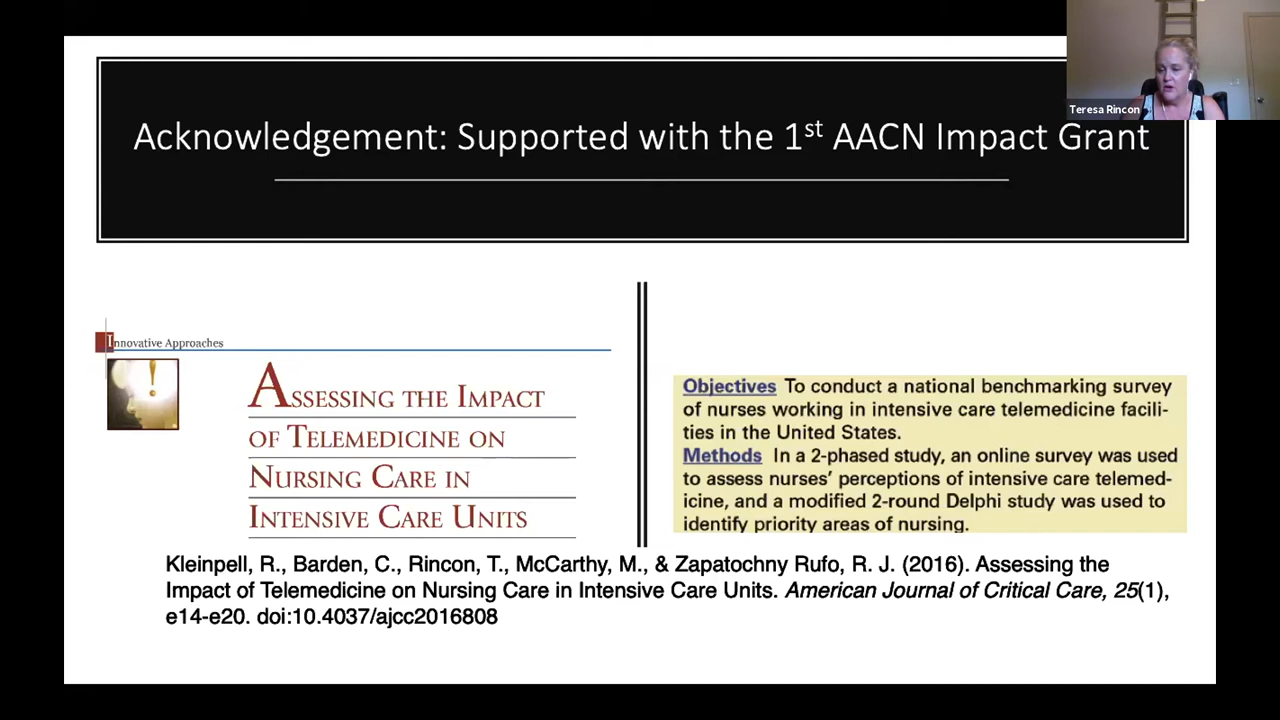 Acknowledgement: Supported with the 1st AACN Impact Grant
Teresa Rincon
Innovative Approaches
ASSESSING THE IMPACT
OF TELEMEDICINE ON
NURSING CARE IN
INTENSIVE CARE UNITS
Objectives To conduct a national benchmarking survey
of nurses working in intensive care telemedicine facili-
ties in the United States.
Methods In a 2-phased study, an online survey was used
to assess nurses' perceptions of intensive care telemed-
icine, and a modified 2-round Delphi study was used to
identify priority areas of nursing.
Kleinpell, R., Barden, C., Rincon, T., McCarthy, M., & Zapatochny Rufo, R. J. (2016). Assessing the
Impact of Telemedicine on Nursing Care in Intensive Care Units. American Journal of Critical Care, 25(1),
e14-e20. doi:10.4037/ajcc2016808